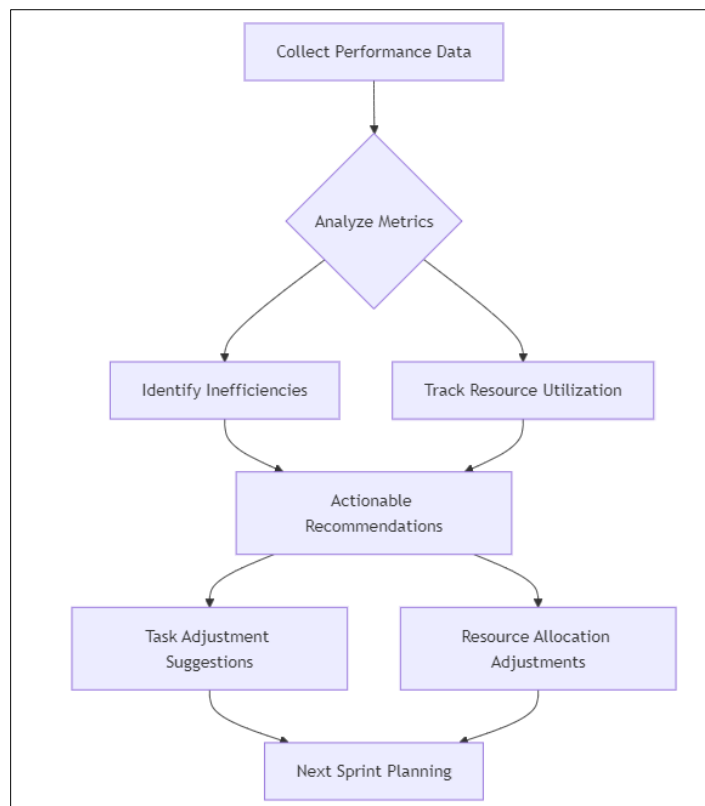 Collect Performance Data
Analyze Metrics
Identify Inefficiencies
Track Resource Utilization
Actionable
Recommendations
Task Adjustment
Suggestions
Resource Allocation
Adjustments
Next Sprint Planning